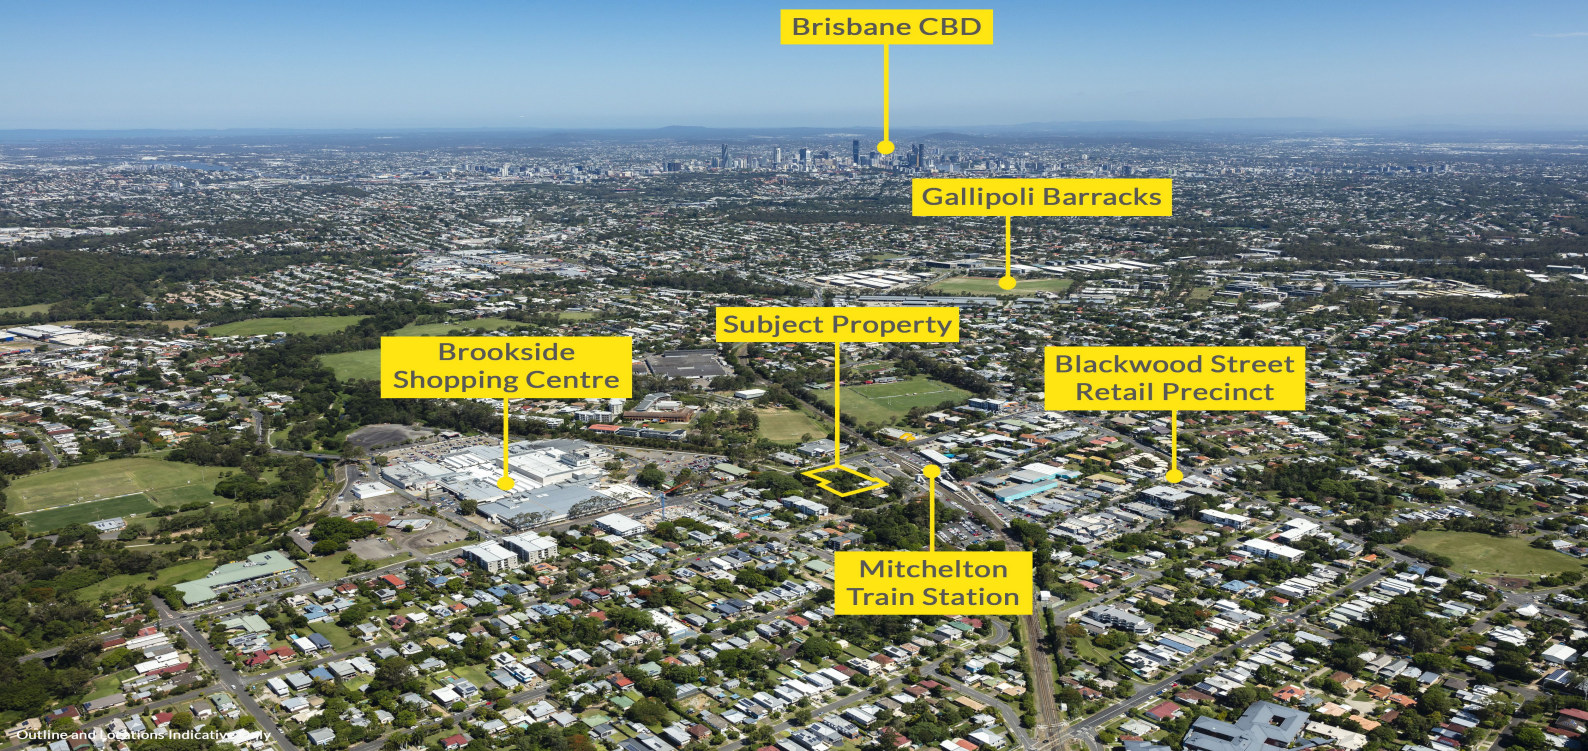 Brisbane CBD
Gallipoli Barracks
Subject Property
Brookside
Shopping Centre
Blackwood Street
Retail Precinct
Mitchelton
Train Station
Outline and Locations Indicative Only